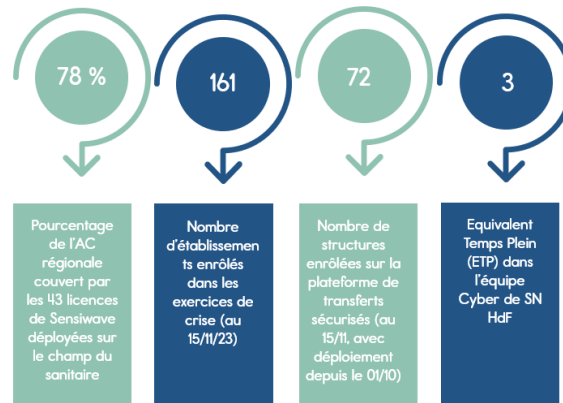 78 %
161
72
3
Pourcentage
de l'AC
régionale
couvert par
les 43 licences
de Sensiwave
déployées sur
le champ du
sanitaire
Nombre
d'établissemen
ts enrôlés
dans les
exercices de
crise (au
15/11/23)
Nombre de
structures
enrôlées sur la
plateforme de
transferts
sécurisés (au
15/11, avec
déploiement
depuis le 01/10)
Equivalent
Temps Plein
(ETP) dans
l'équipe
Cyber de SN
HdF